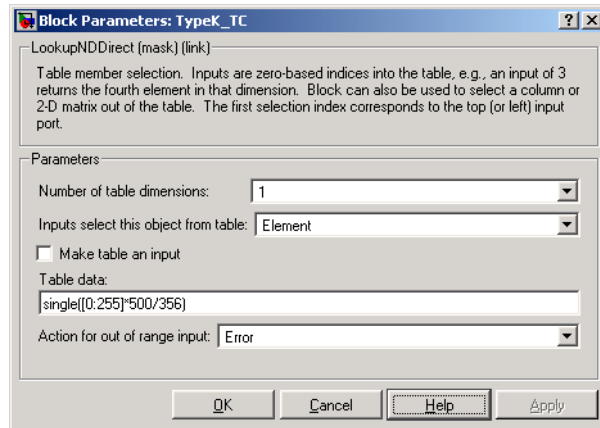 Block Parameters: TypeK_TC
LookupNDDirect (mask) (link)
Table member selection. Inputs are zero-based indices into the table, e.g., an input of 3
returns the fourth element in that dimension. Block can also be used to select a column or
2-D matrix out of the table. The first selection index corresponds to the top (or left) input
port.
Parameters
Number of table dimensions: 1
Inputs select this object from table: Element
Make table an input
Table data:
single([0:255]*500/356)
Action for out of range input: Error
OK Cancel Help Apply